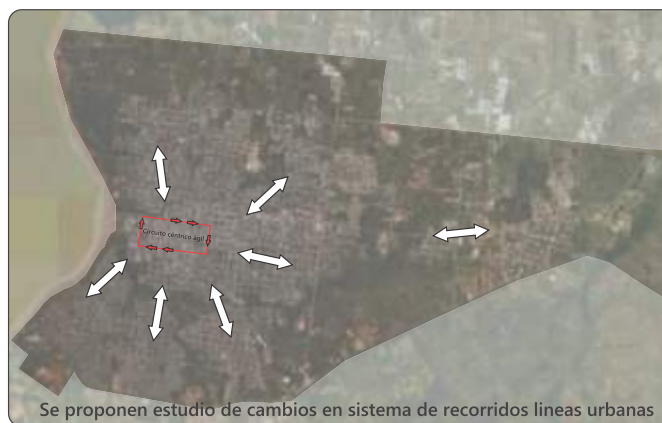 Circuito céntrico ágil
Se proponen estudio de cambios en sistema de recorridos lineas urbanas